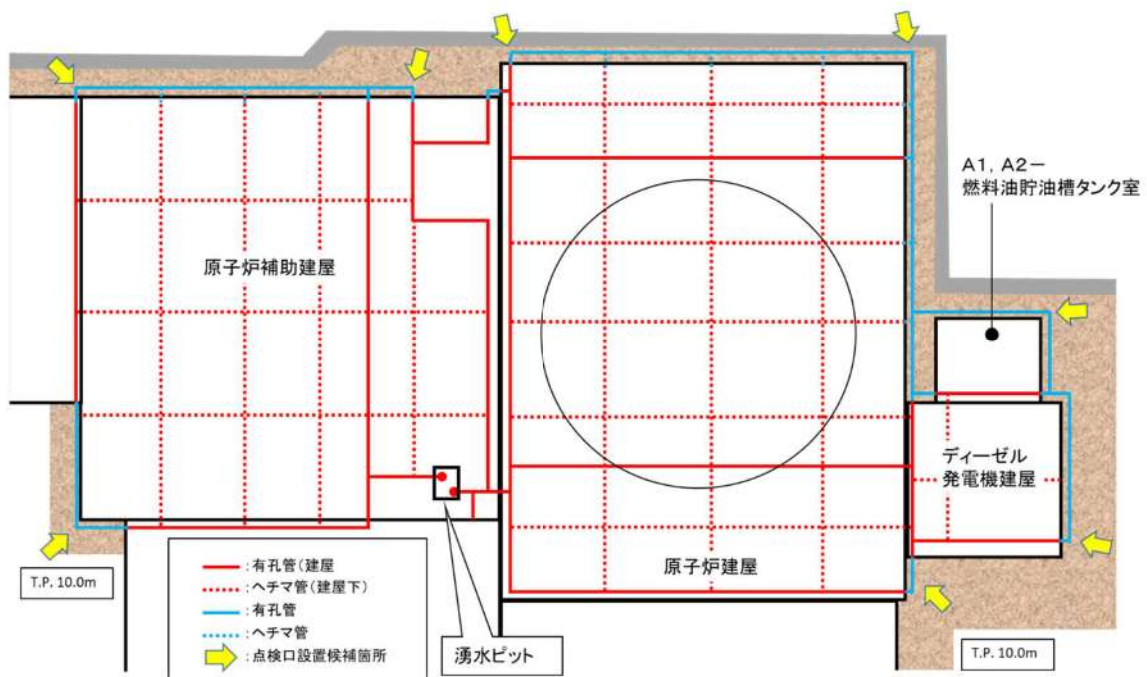 A1, A2－
燃料油貯油槽タンク室
原子炉補助建屋
ディーゼル
発電機建屋
原子炉建屋
T.P. 10.0m
:有孔管(建屋
:ヘチマ管(建屋下)
:有孔管
:ヘチマ管
:点検口設置候補箇所
湧水ピット
T.P. 10.0m